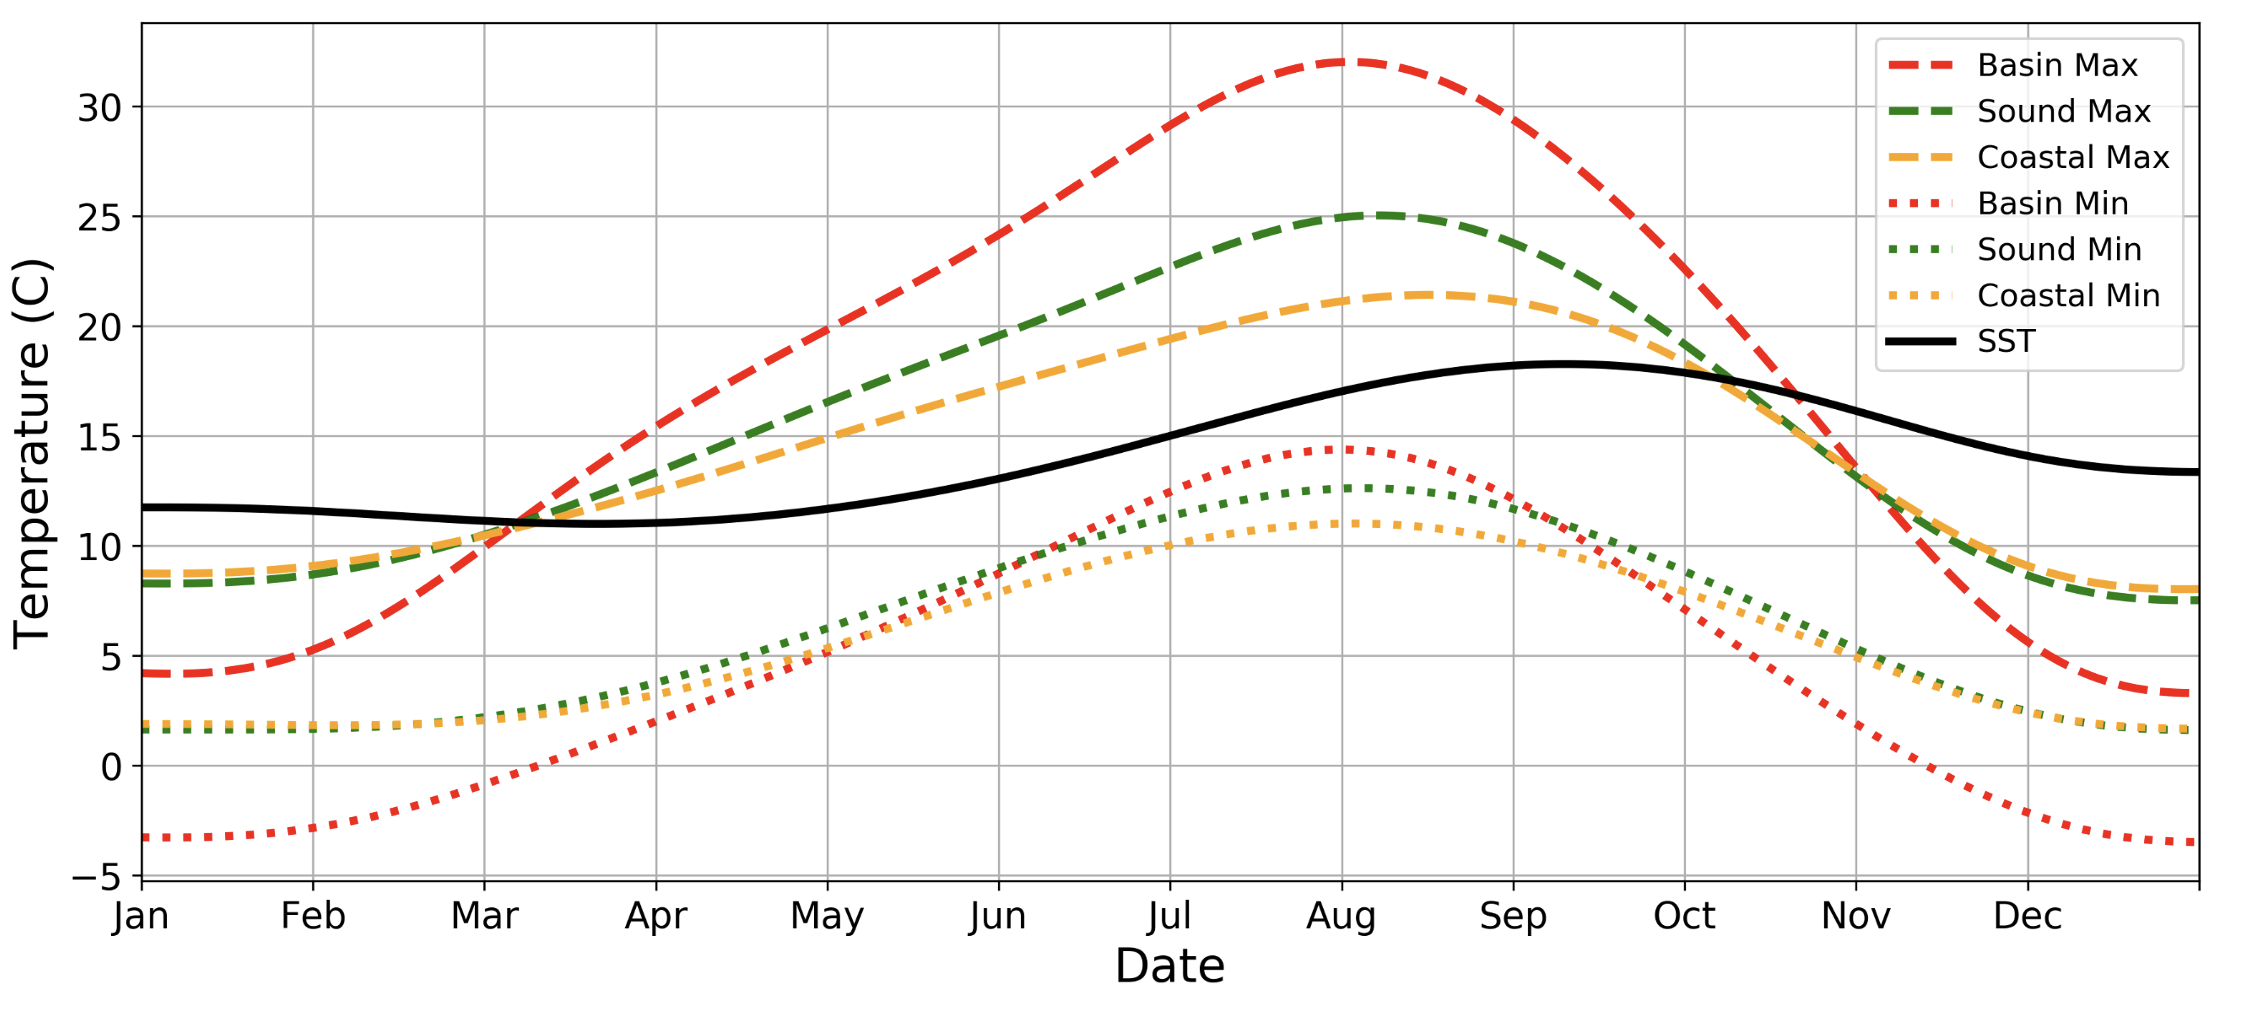 Temperature (C)
30
25
20
15
10
5
0
−5
Basin Max
Sound Max
Coastal Max
Basin Min
Sound Min
Coastal Min
SST
Jan Feb Mar Apr May Jun Jul Aug Sep Oct Nov Dec
Date